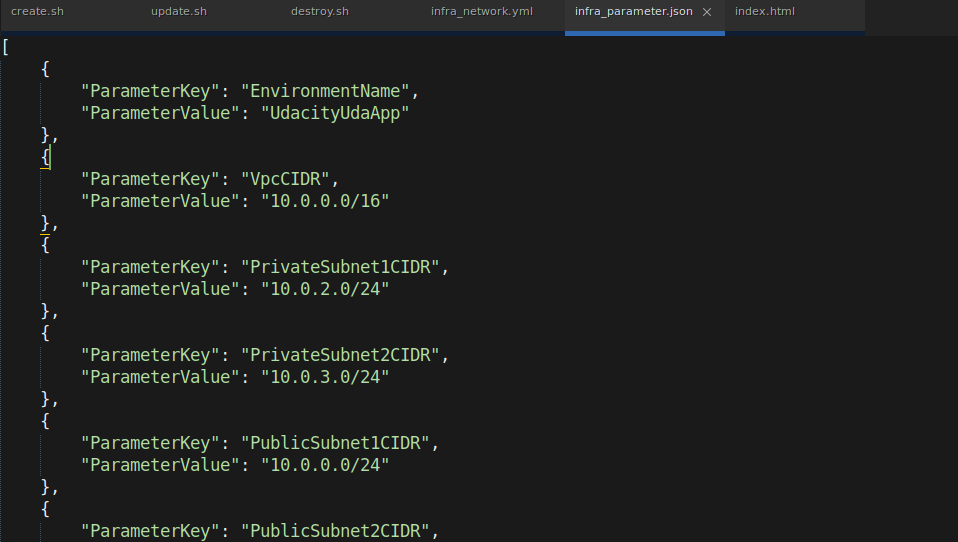 create.sh update.sh destroy.sh infra_network.yml infra_parameter.json × index.html
[
    {
        "ParameterKey": "EnvironmentName",
        "ParameterValue": "UdacityUdaApp"
    },
    {
        "ParameterKey": "VpcCIDR",
        "ParameterValue": "10.0.0.0/16"
    },
    {
        "ParameterKey": "PrivateSubnet1CIDR",
        "ParameterValue": "10.0.2.0/24"
    },
    {
        "ParameterKey": "PrivateSubnet2CIDR",
        "ParameterValue": "10.0.3.0/24"
    },
    {
        "ParameterKey": "PublicSubnet1CIDR",
        "ParameterValue": "10.0.0.0/24"
    },
    {
        "ParameterKey": "PublicSubnet2CIDR",